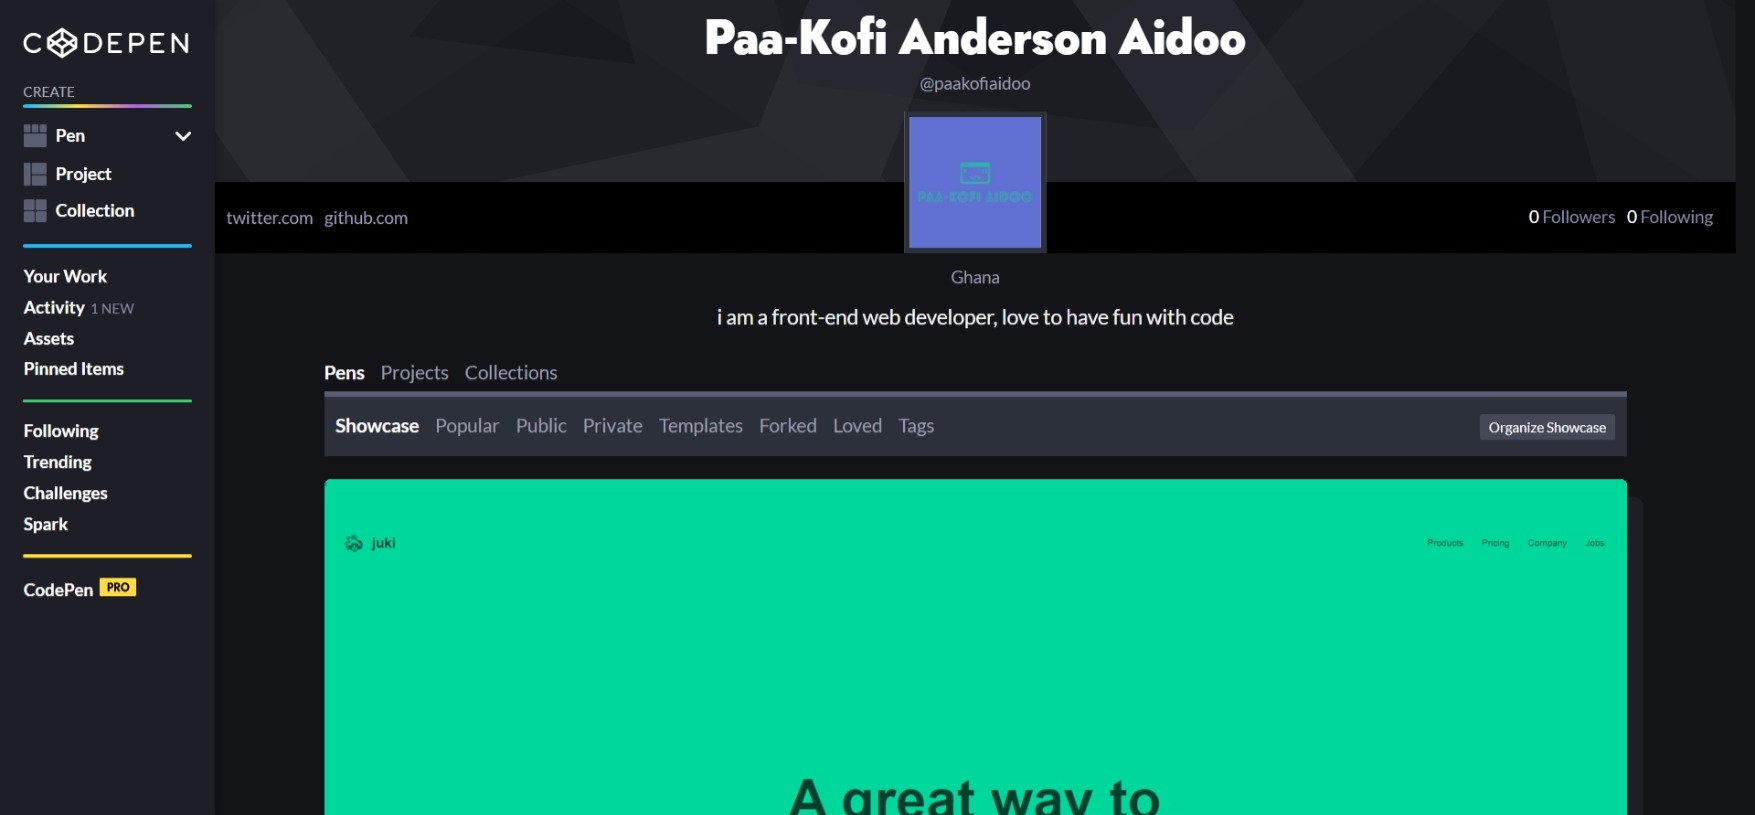 CODEPEN
CREATE
Pen
Project
Collection
Your Work
Activity 1 NEW
Assets
Pinned Items
Following
Trending
Challenges
Spark
CodePen PRO
Paa-Kofi Anderson Aidoo
@paakofiaidoo
PAA-KOFI AIDOO
twitter.com github.com
0 Followers 0 Following
Ghana
i am a front-end web developer, love to have fun with code
Pens Projects Collections
Showcase Popular Public Private Templates Forked Loved Tags
Organize Showcase
juki
Products Pricing Company Jobs
A great way to